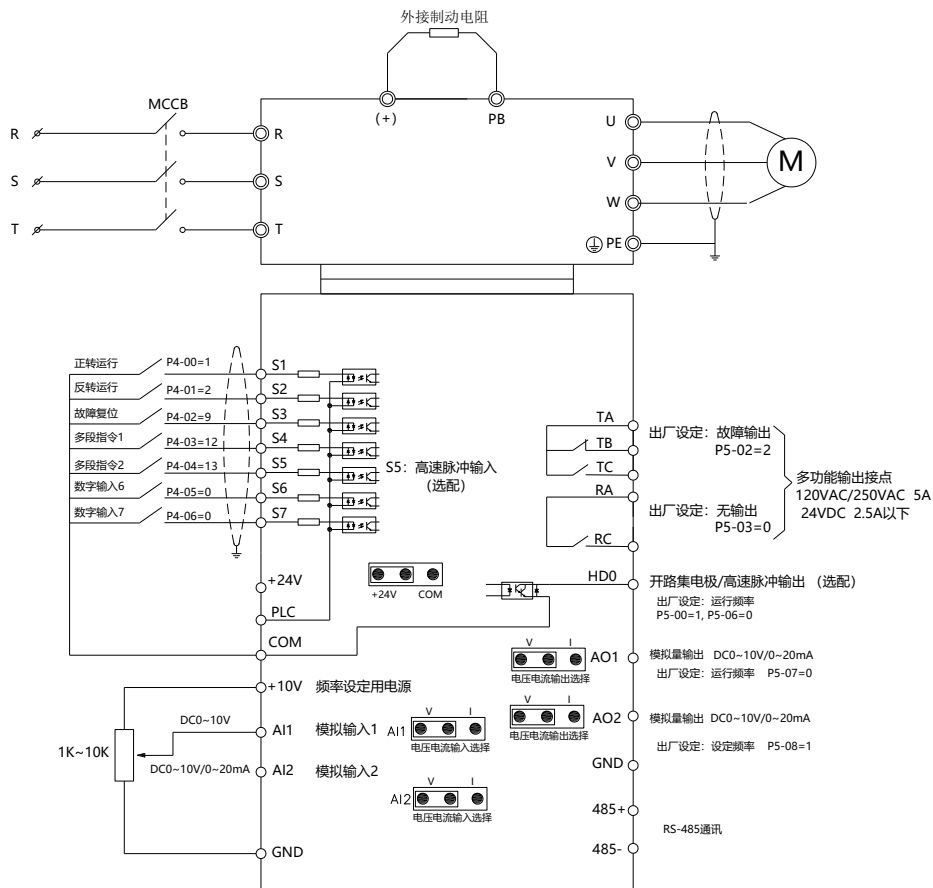 外接制动电阻
MCCB
(+)
PB
R
R
S
S
T
T
U
V
W
PE
M
正转运行 P4-00=1 S1
反转运行 P4-01=2 S2
故障复位 P4-02=9 S3
多段指令1 P4-03=12 S4
多段指令2 P4-04=13 S5
数字输入6 P4-05=0 S6
数字输入7 P4-06=0 S7
S5：高速脉冲输入
(选配)
+24V
PLC
COM
+24V COM
TA
TB
TC
RA
RC
出厂设定：故障输出
P5-02=2
出厂设定：无输出
P5-03=0
多功能输出接点
120VAC/250VAC 5A
24VDC 2.5A以下
HD0
开路集电极/高速脉冲输出 (选配)
出厂设定：运行频率
P5-00=1, P5-06=0
V I
AO1
电压电流输出选择
模拟量输出 DC0~10V/0~20mA
出厂设定：运行频率 P5-07=0
V I
AO2
电压电流输出选择
模拟量输出 DC0~10V/0~20mA
出厂设定：设定频率 P5-08=1
GND
485+
485-
RS-485通讯
+10V 频率设定用电源
DC0~10V
AI1 模拟输入1
V I
AI1
电压电流输入选择
1K~10K
DC0~10V/0~20mA
AI2 模拟输入2
V I
AI2
电压电流输入选择
GND